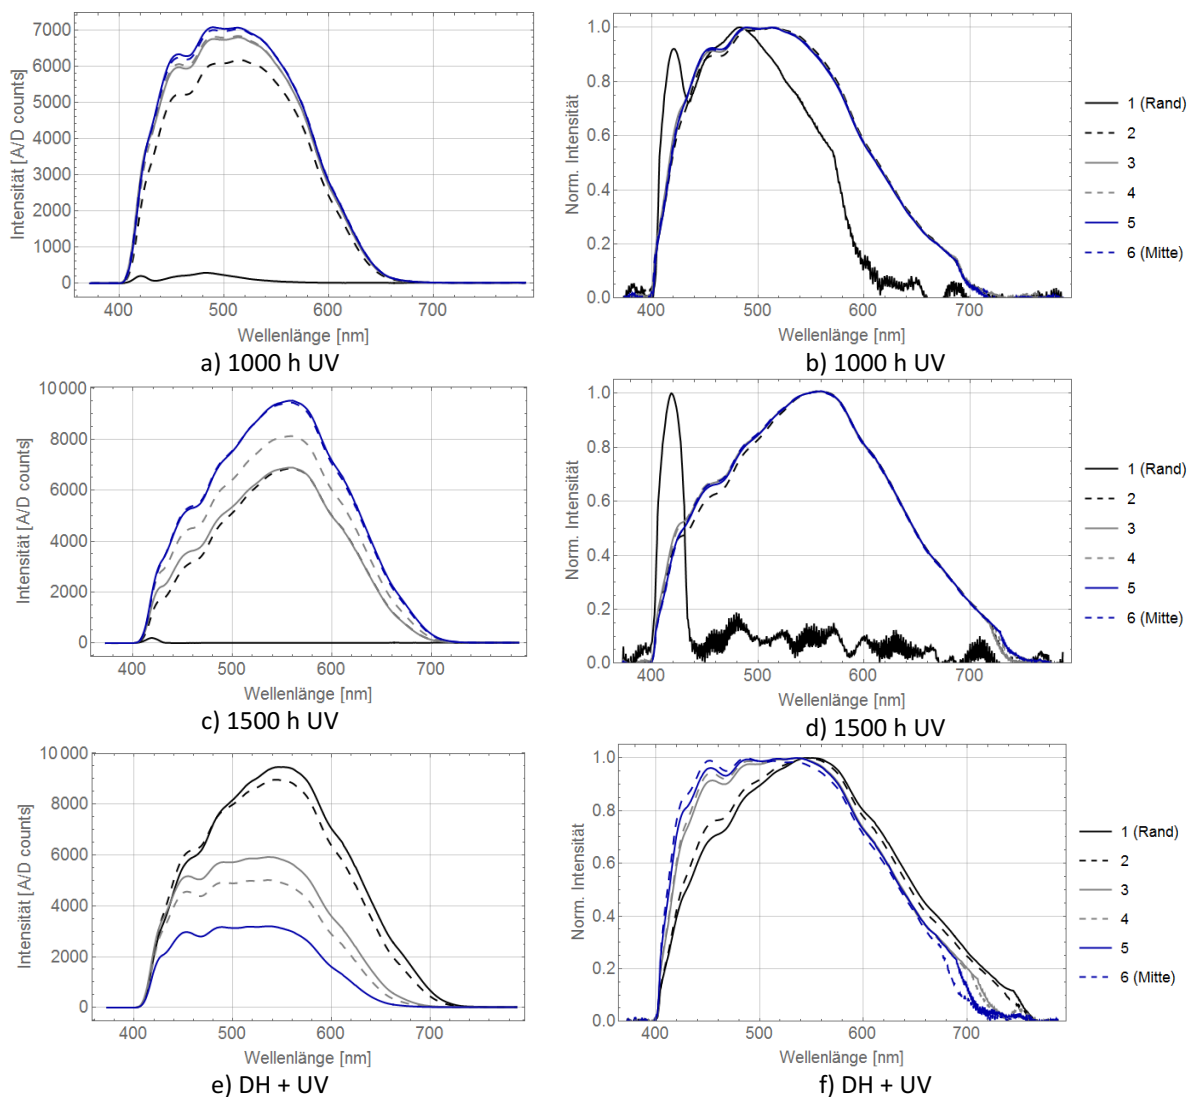 7000
6000
5000
4000
3000
2000
1000
0
Intensität [A/D counts]
400 500 600 700
Wellenlänge [nm]
a) 1000 h UV
1.0
0.8
0.6
0.4
0.2
0.0
Norm. Intensität
400 500 600 700
Wellenlänge [nm]
b) 1000 h UV
1 (Rand)
2
3
4
5
6 (Mitte)
10000
8000
6000
4000
2000
0
Intensität [A/D counts]
400 500 600 700
Wellenlänge [nm]
c) 1500 h UV
1.0
0.8
0.6
0.4
0.2
0.0
Norm. Intensität
400 500 600 700
Wellenlänge [nm]
d) 1500 h UV
1 (Rand)
2
3
4
5
6 (Mitte)
10000
8000
6000
4000
2000
0
Intensität [A/D counts]
400 500 600 700
Wellenlänge [nm]
e) DH + UV
1.0
0.8
0.6
0.4
0.2
0.0
Norm. Intensität
400 500 600 700
Wellenlänge [nm]
f) DH + UV
1 (Rand)
2
3
4
5
6 (Mitte)